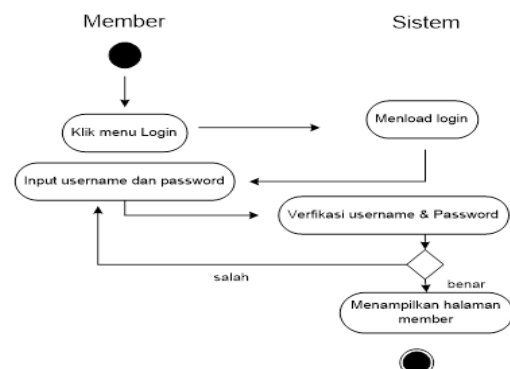 Member
Sistem
Klik menu Login
Menload login
Input username dan password
Verfikasi username & Password
salah
benar
Menampilkan halaman
member